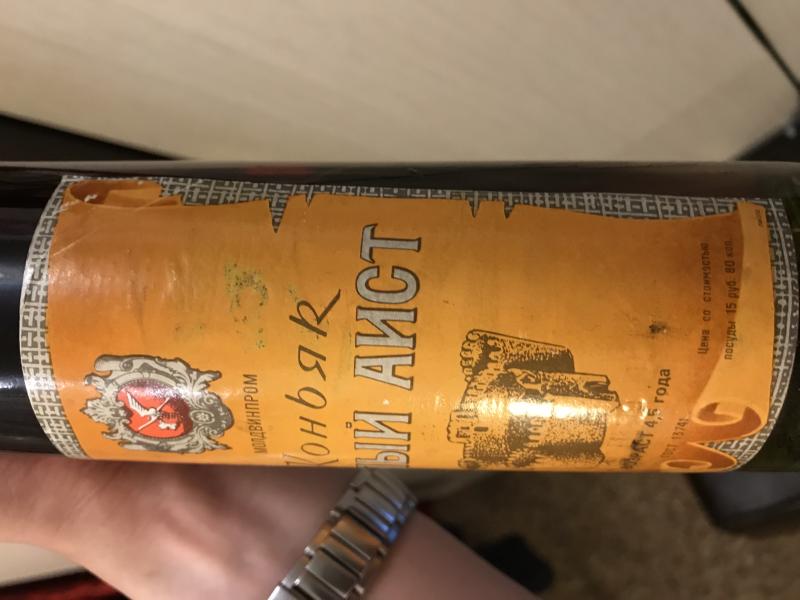 МОЛДВИНПРОМ
Коньяк
ЫЙ АИСТ
4,5 года
Цена со стоимостью
посуды 15 руб. 80 коп.